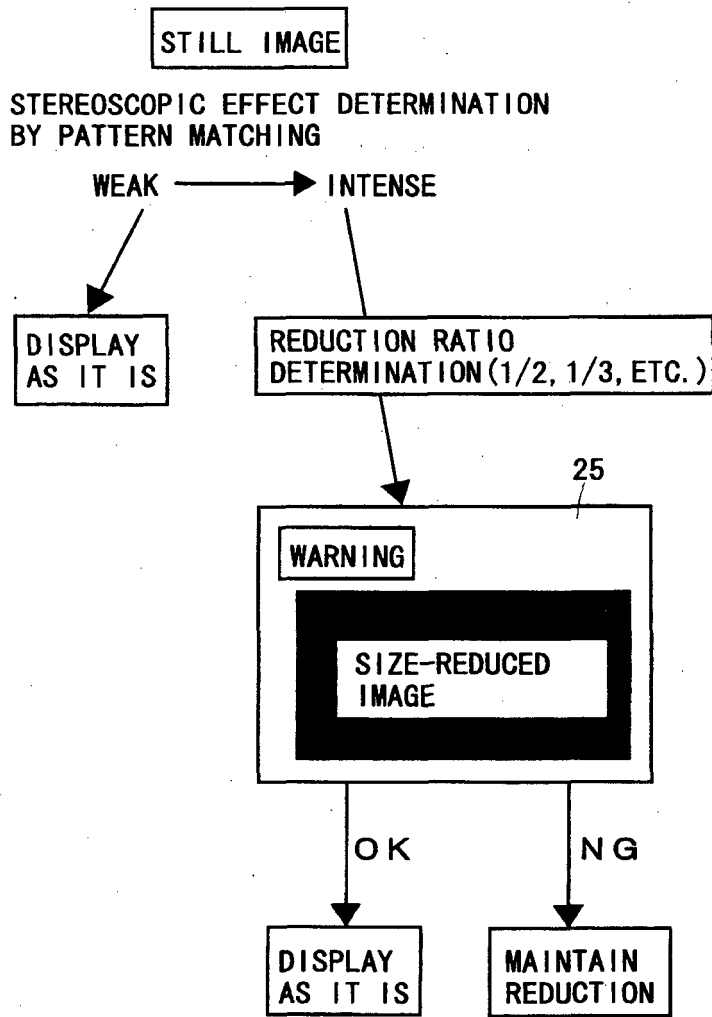 STILL IMAGE
STEREOSCOPIC EFFECT DETERMINATION
BY PATTERN MATCHING
WEAK
INTENSE
DISPLAY
AS IT IS
REDUCTION RATIO
DETERMINATION(1/2, 1/3, ETC.)
25
WARNING
SIZE-REDUCED
IMAGE
OK
NG
DISPLAY
AS IT IS
MAINTAIN
REDUCTION